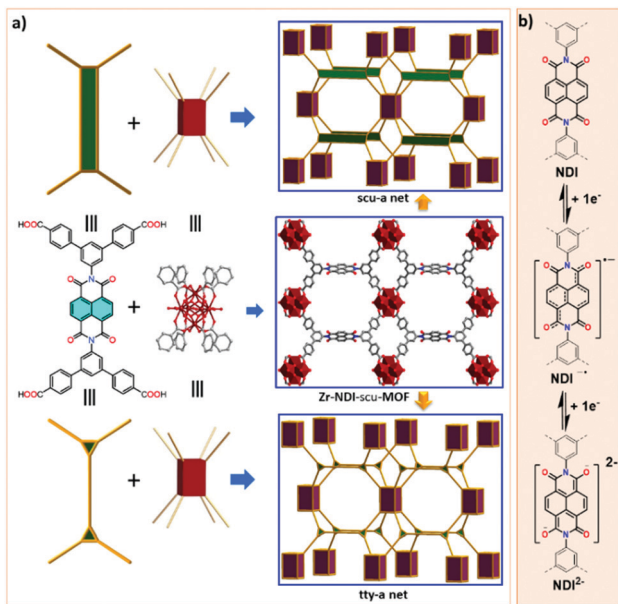 a)
+
scu-a net
HOOC
COOH
O
O
N
O
O
+
N
HOOC
COOH
Zr-NDI-scu-MOF
+
tty-a net
b)
O
N
O
O
N
O
NDI
+ 1e-
O
N
O
•−
O
N
O
NDI −•
+ 1e-
O
N
O-
2-
O-
N
O
NDI2-